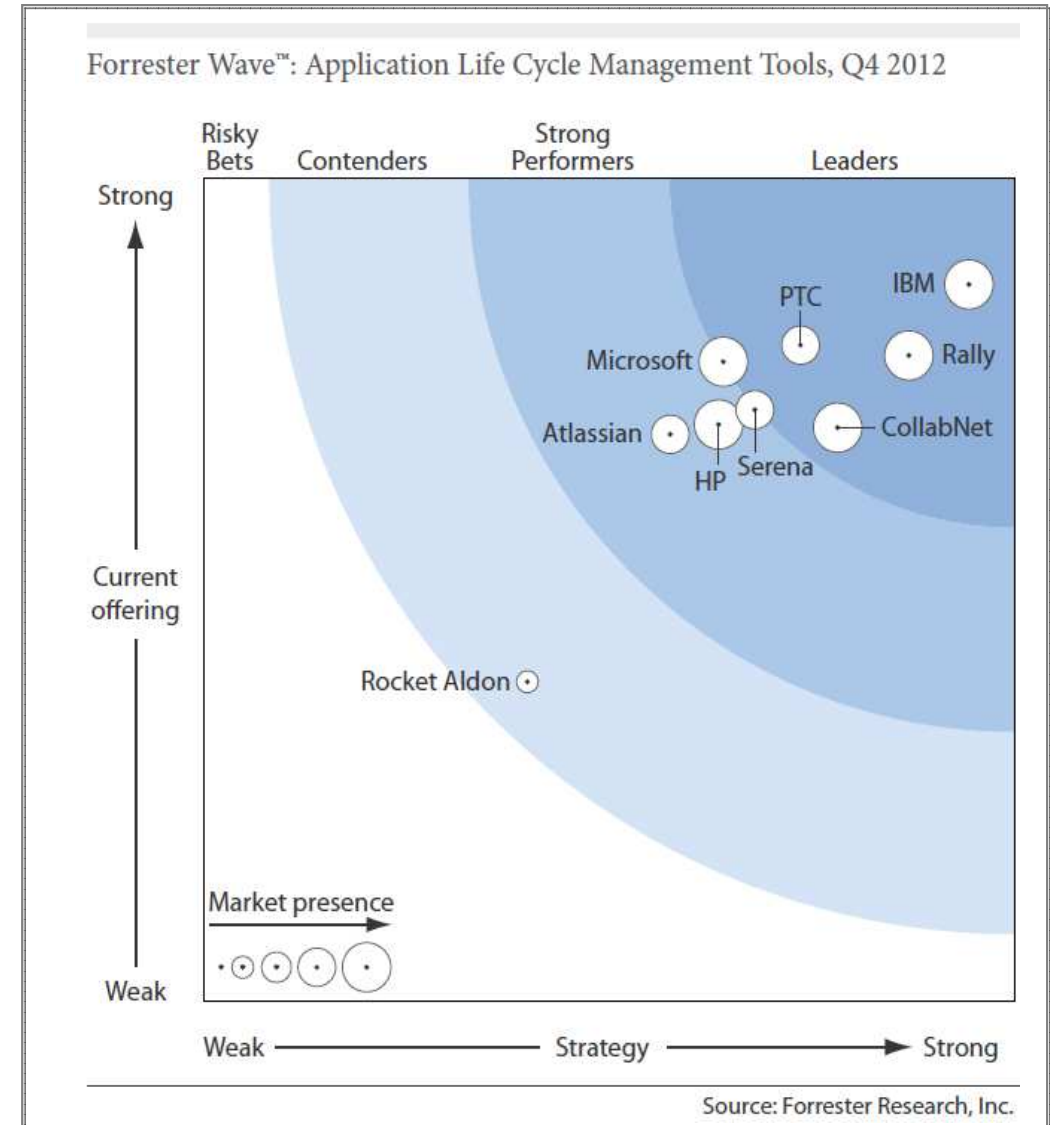 Forrester Wave™: Application Life Cycle Management Tools, Q4 2012
Risky
Bets
Contenders
Strong
Performers
Leaders
Strong
IBM
PTC
Microsoft
Rally
Atlassian
CollabNet
HP
Serena
Current
offering
Rocket Aldon
Market presence
Weak
Weak
Strategy
Strong
Source: Forrester Research, Inc.